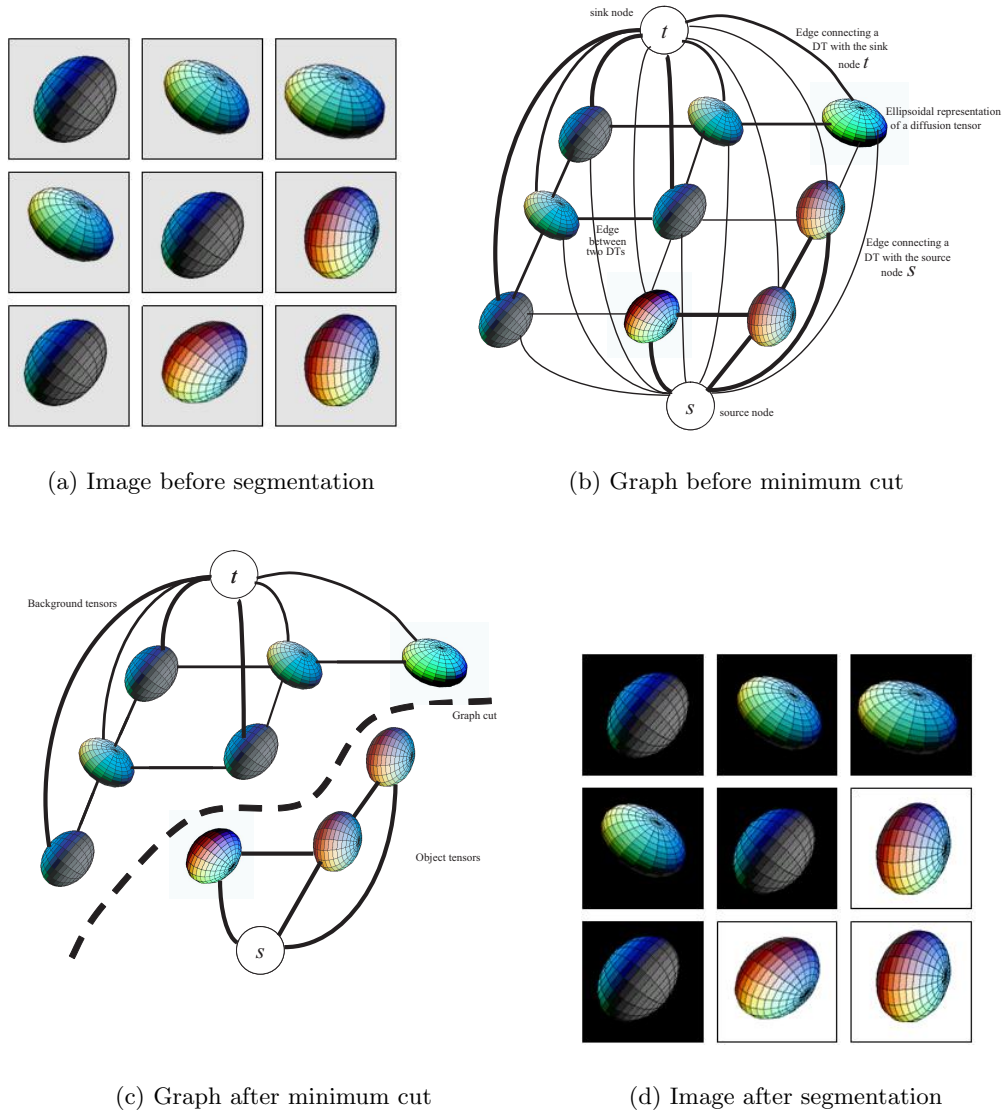 sink node
t
Edge connecting a
DT with the sink
node t
Ellipsoidal representation
of a diffusion tensor
Edge
between
two DTs
Edge connecting a
DT with the source
node S
s
source node
(a) Image before segmentation
(b) Graph before minimum cut
t
Background tensors
Graph cut
Object tensors
s
(c) Graph after minimum cut
(d) Image after segmentation